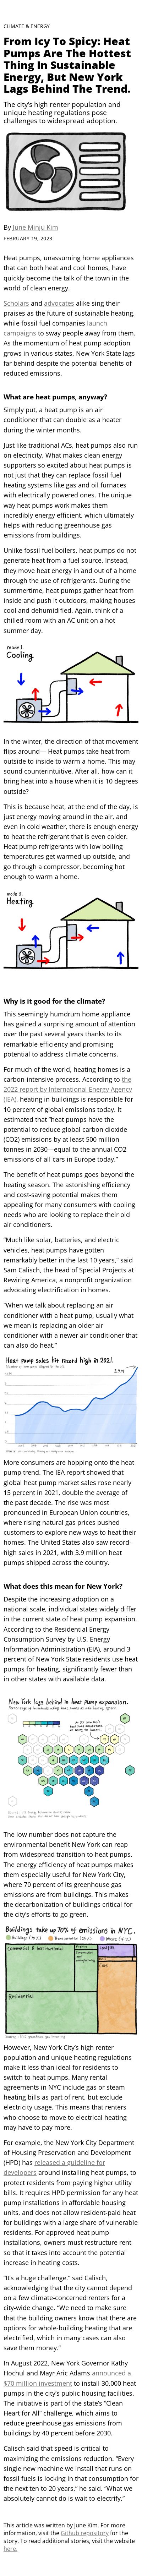 CLIMATE & ENERGY
From Icy To Spicy: Heat
Pumps Are The Hottest
Thing In Sustainable
Energy, But New York
Lags Behind The Trend.
The city's high renter population and
unique heating regulations pose
challenges to widespread adoption.
By June Minju Kim
FEBRUARY 19, 2023
Heat pumps, unassuming home appliances
that can both heat and cool homes, have
quickly become the talk of the town in the
world of clean energy.
Scholars and advocates alike sing their
praises as the future of sustainable heating,
while fossil fuel companies launch
campaigns to sway people away from them.
As the momentum of heat pump adoption
grows in various states, New York State lags
far behind despite the potential benefits of
reduced emissions.
What are heat pumps, anyway?
Simply put, a heat pump is an air
conditioner that can double as a heater
during the winter months.
Just like traditional ACs, heat pumps also run
on electricity. What makes clean energy
supporters so excited about heat pumps is
the fact that they can replace fossil fuel
heating systems like gas and oil furnaces
with electrically powered ones. The unique
way heat pumps work makes them
incredibly energy efficient, which ultimately
helps with reducing greenhouse gas
emissions from buildings.
Unlike fossil fuel boilers, heat pumps do not
generate heat from a fuel source. Instead,
they move heat energy in and out of a home
through the use of refrigerants. During the
summertime, heat pumps gather heat from
inside and push it outdoors, making houses
cool and dehumidified. Again, think of a
chilled room with an AC unit on a hot
summer day.
mode 1.
Cooling
In the winter, the direction of that movement
flips around— Heat pumps take heat from
outside to inside to warm a home. This may
sound counterintuitive. After all, how can it
bring heat into a house when it is 10 degrees
outside?
This is because heat, at the end of the day, is
just energy moving around in the air, and
even in cold weather, there is enough energy
to heat the refrigerant that is even colder.
Heat pump refrigerants with low boiling
temperatures get warmed up outside, and
go through a compressor, becoming hot
enough to warm a home.
mode 2.
Heating
Why is it good for the climate?
This seemingly humdrum home appliance
has gained a surprising amount of attention
over the past several years thanks to its
remarkable efficiency and promising
potential to address climate concerns.
For much of the world, heating homes is a
carbon-intensive process. According to the
2022 report by International Energy Agency
(IEA), heating in buildings is responsible for
10 percent of global emissions today. It
estimated that "heat pumps have the
potential to reduce global carbon dioxide
(CO2) emissions by at least 500 million
tonnes in 2030—equal to the annual CO2
emissions of all cars in Europe today."
The benefit of heat pumps goes beyond the
heating season. The astonishing efficiency
and cost-saving potential makes them
appealing for many consumers with cooling
needs who are looking to replace their old
air conditioners.
"Much like solar, batteries, and electric
vehicles, heat pumps have gotten
remarkably better in the last 10 years," said
Sam Calisch, the head of Special Projects at
Rewiring America, a nonprofit organization
advocating electrification in homes.
"When we talk about replacing an air
conditioner with a heat pump, usually what
we mean is replacing an older air
conditioner with a newer air conditioner that
can also do heat."
Heat pump sales hit record high in 2021.
3.9M
More consumers are hopping onto the heat
pump trend. The IEA report showed that
global heat pump market sales rose nearly
15 percent in 2021, double the average of
the past decade. The rise was most
pronounced in European Union countries,
where rising natural gas prices pushed
consumers to explore new ways to heat their
homes. The United States also saw record-
high sales in 2021, with 3.9 million heat
pumps shipped across the country.
What does this mean for New York?
Despite the increasing adoption on a
national scale, individual states widely differ
in the current state of heat pump expansion.
According to the Residential Energy
Consumption Survey by U.S. Energy
Information Administration (EIA), around 3
percent of New York State residents use heat
pumps for heating, significantly fewer than
in other states with available data.
New York lags behind in heat pump expansion.
The low number does not capture the
environmental benefit New Yorkers can reap
from wider access to residential heat pumps.
The energy efficiency of heat pumps makes
them especially useful for New York City,
where 70 percent of its greenhouse gas
emissions are from buildings. This makes
the decarbonization of buildings critical for
the city's efforts to go green.
Buildings take up 70% of emissions in NYC.
Commercial & Institutional
Residential
However, New York City's high renter
population and unique heating regulations
make it less than ideal for residents to
switch to heat pumps. Many rental
agreements in NYC include gas or steam
heating bills as part of rent, but exclude
electricity usage. This means that renters
who choose to move to electrical heating
may have to pay more.
For example, the New York City Department
of Housing Preservation and Development
(HPD) has released a guideline for
developers around installing heat pumps, to
protect residents from paying higher utility
bills. It requires HPD permission for any heat
pump installations in affordable housing
units, and does not allow resident-paid heat
for buildings with a large share of vulnerable
residents. For approved heat pump
installations, owners must restructure rent
so that it takes into account the potential
increase in heating costs.
"It's a huge challenge." sad Calisch,
acknowledging that the city cannot depend
on a few climate-concerned renters for a
city-wide change. "We need to make sure
that the building owners know that there are
options for whole-building heating that are
electrified, which in many cases can also
save them money."
In August 2022, New York Governor Kathy
Hochul and Mayr Aric Adams announced a
$70 million investment to install 30,000 heat
pumps in the city's public housing facilities.
The initiative is part of the state's "Clean
Heart for All" challenge, which aims to
reduce greenhouse gas emissions from
buildings by 40 percent before 2030.
Calisch said that speed is critical to
maximizing the emissions reduction. "Every
single new machine we install that runs on
fossil fuels is locking in that consumption for
the next ten to 20 years," he said. "What we
absolutely cannot do is wait to electrify."
This article was written by June Kim. For more
information, visit the Github repository for the
story. To read additional stories, visit the website
here.